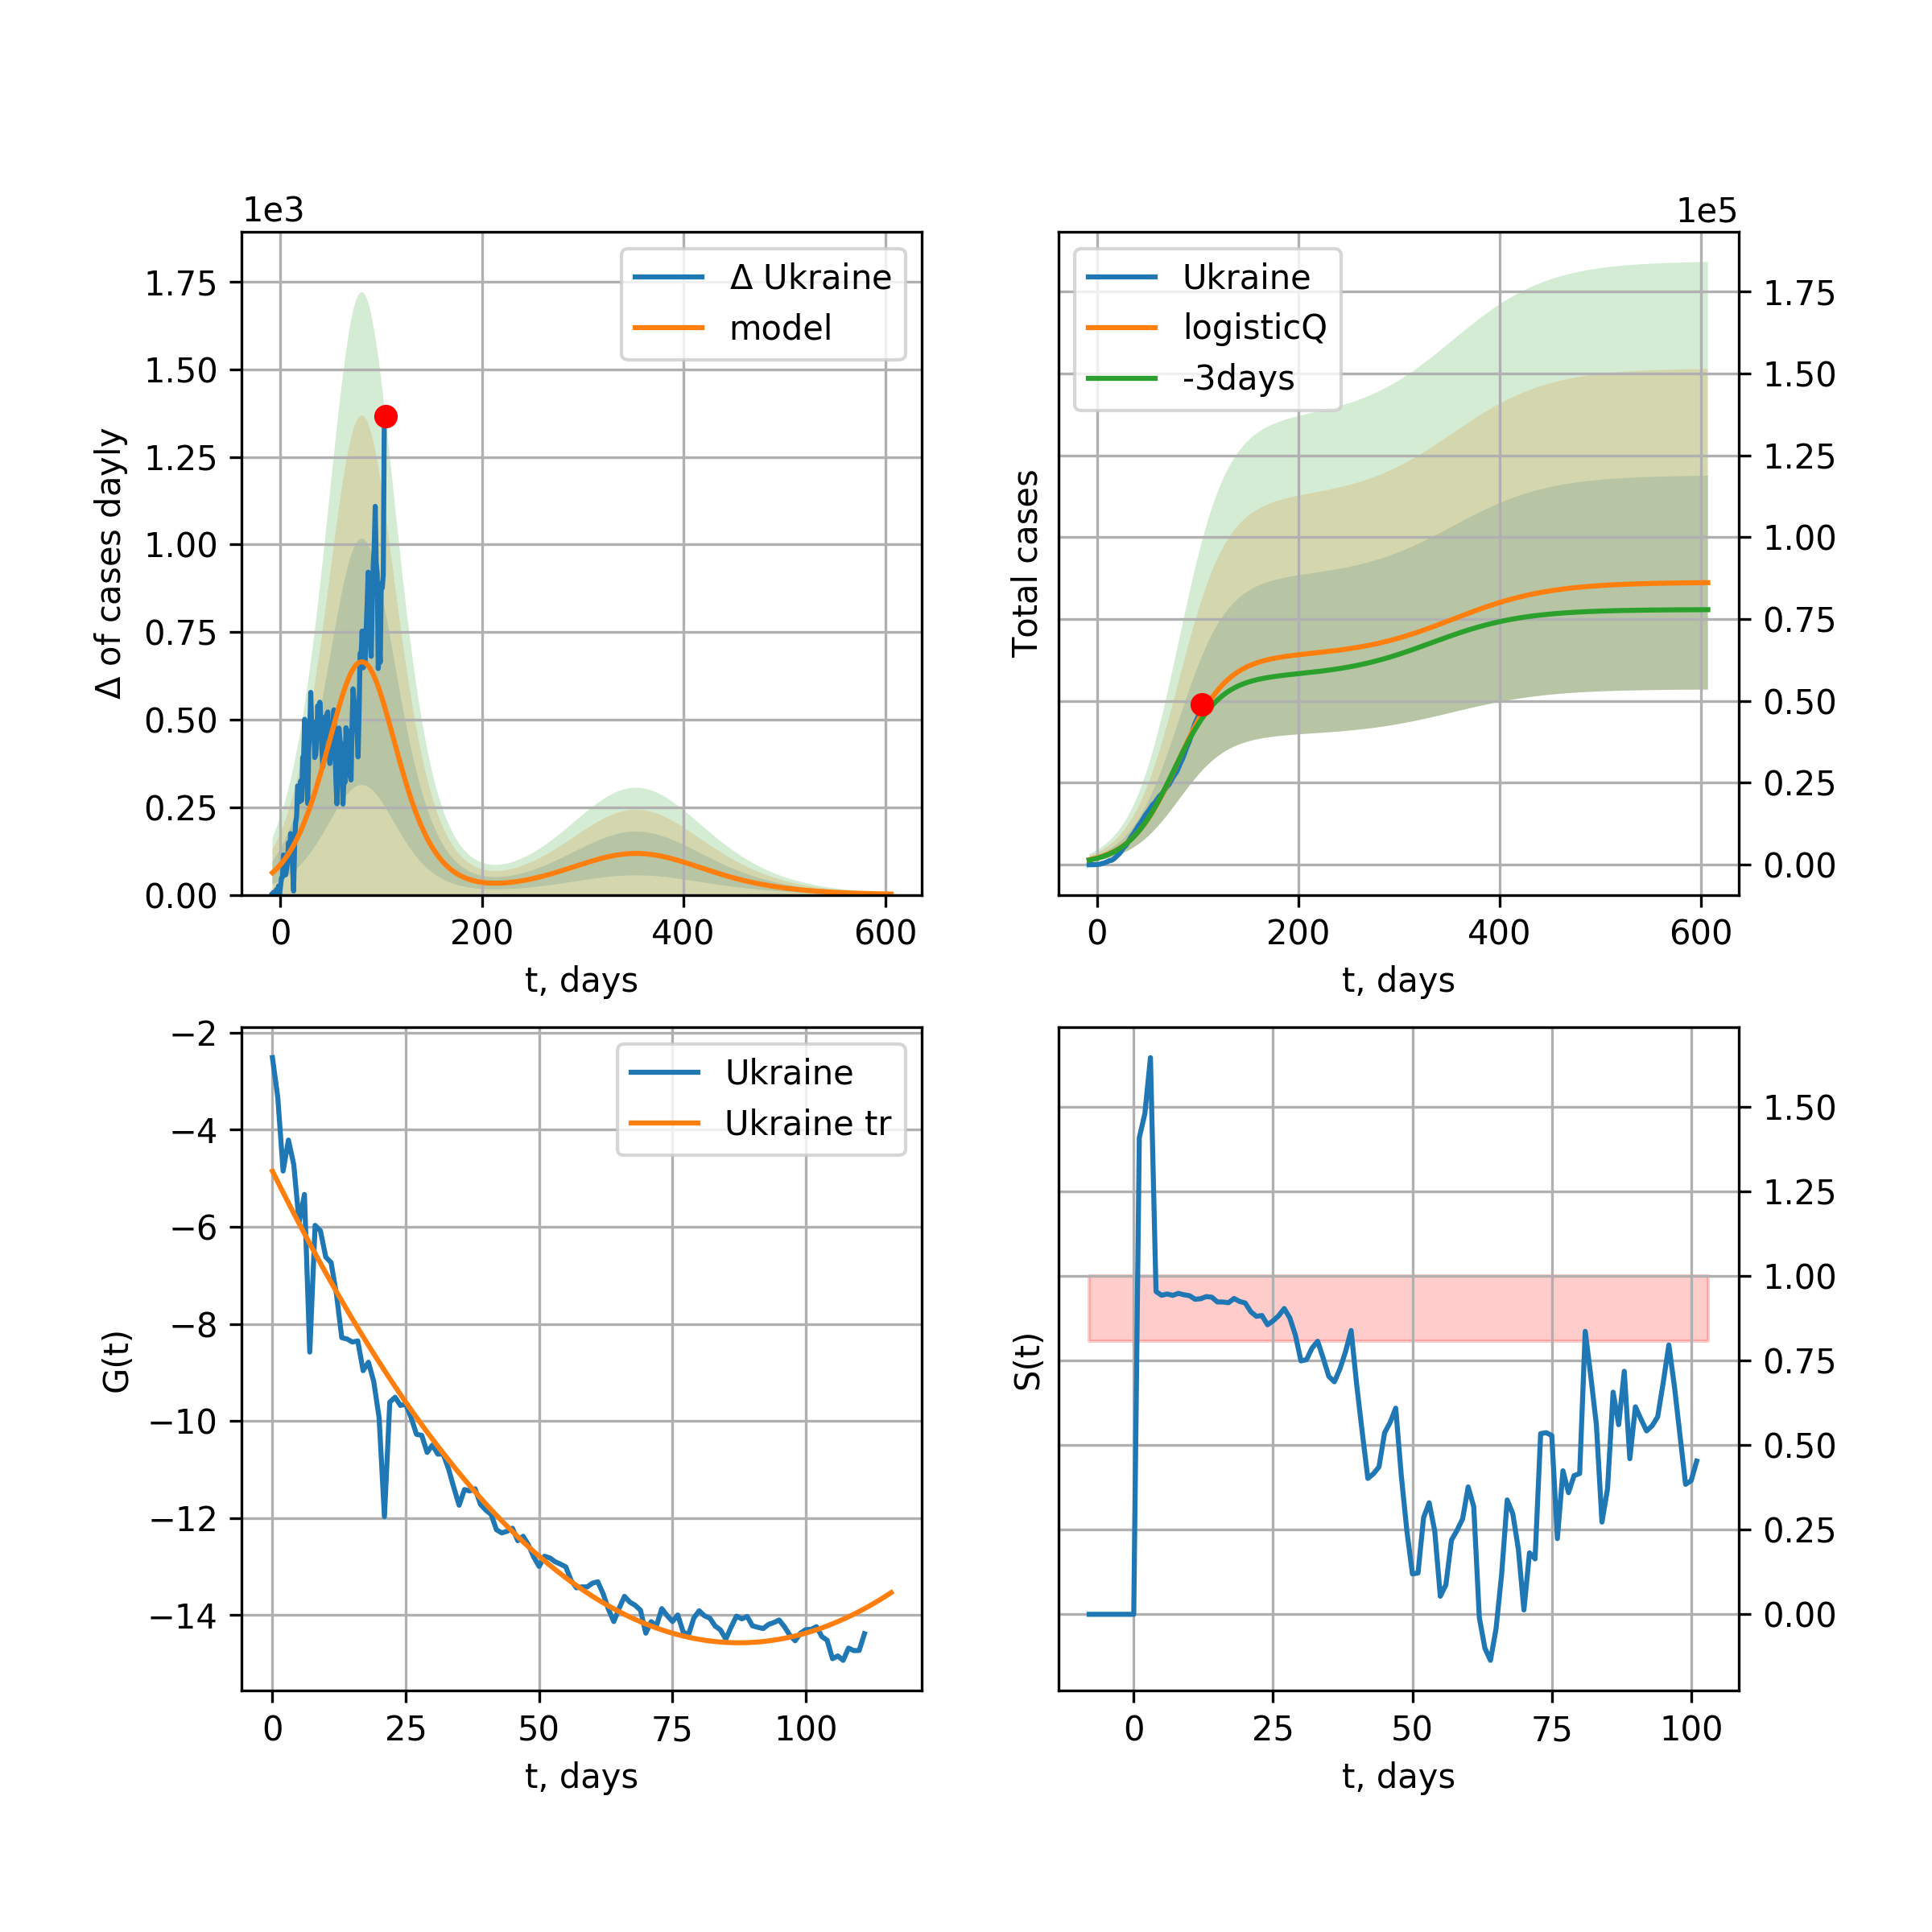 1e3
Δ of cases dayly
1.75
1.50
1.25
1.00
0.75
0.50
0.25
0.00
0 200 400 600
t, days
Δ Ukraine
model
1e5
Total cases
1.75
1.50
1.25
1.00
0.75
0.50
0.25
0.00
0 200 400 600
t, days
Ukraine
logisticQ
-3days
G(t)
−2
−4
−6
−8
−10
−12
−14
0 25 50 75 100
t, days
Ukraine
Ukraine tr
S(t)
1.50
1.25
1.00
0.75
0.50
0.25
0.00
0 25 50 75 100
t, days